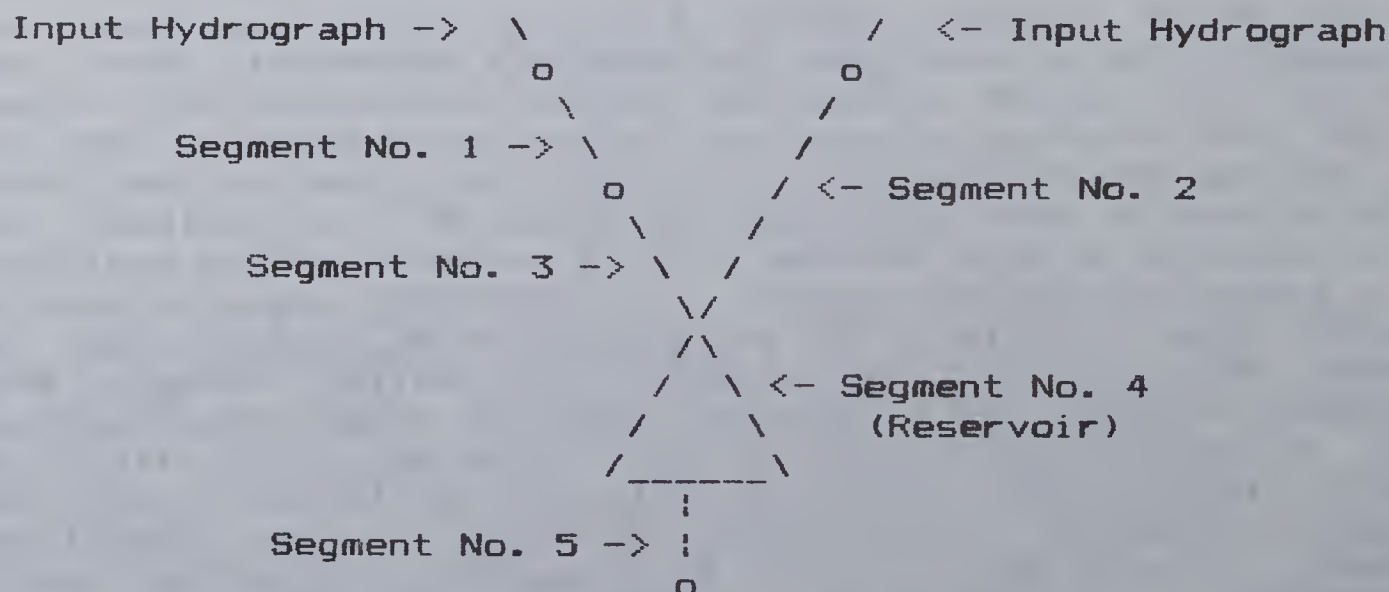 Input Hydrograph -> \ / <- Input Hydrograph
o o
\ /
Segment No. 1 -> \ /
o / <- Segment No. 2
\ /
Segment No. 3 -> \ /
\/
/\
/ \ <- Segment No. 4
/ \ (Reservoir)
/ ______ \
¦
Segment No. 5 -> ¦
o